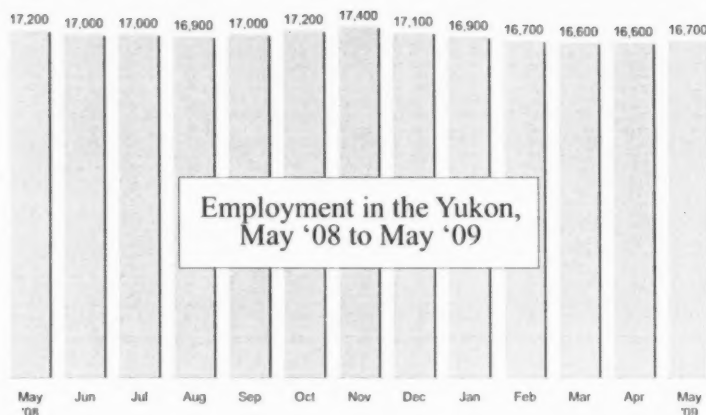 17,200 17,000 17,000 16,900 17,000 17,200 17,400 17,100 16,900 16,700 16,600 16,600 16,700
Employment in the Yukon,
May ‘08 to May ‘09
May Jun Jul Aug Sep Oct Nov Dec Jan Feb Mar Apr May
'08 '09